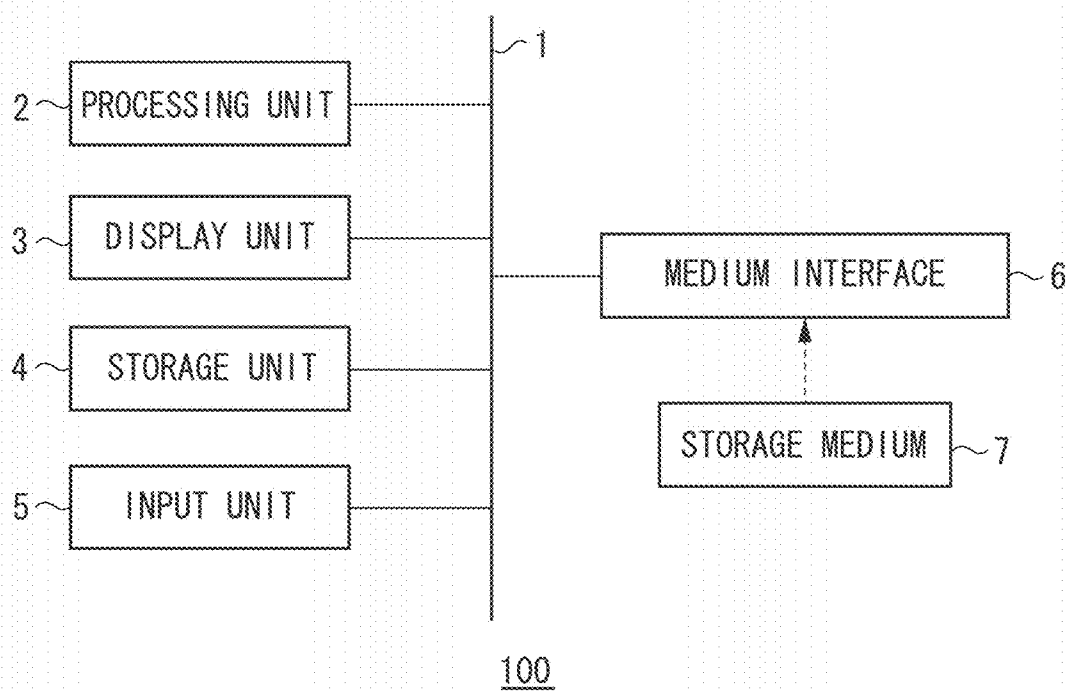 1
2 PROCESSING UNIT
3 DISPLAY UNIT
MEDIUM INTERFACE 6
4 STORAGE UNIT
STORAGE MEDIUM 7
5 INPUT UNIT
100